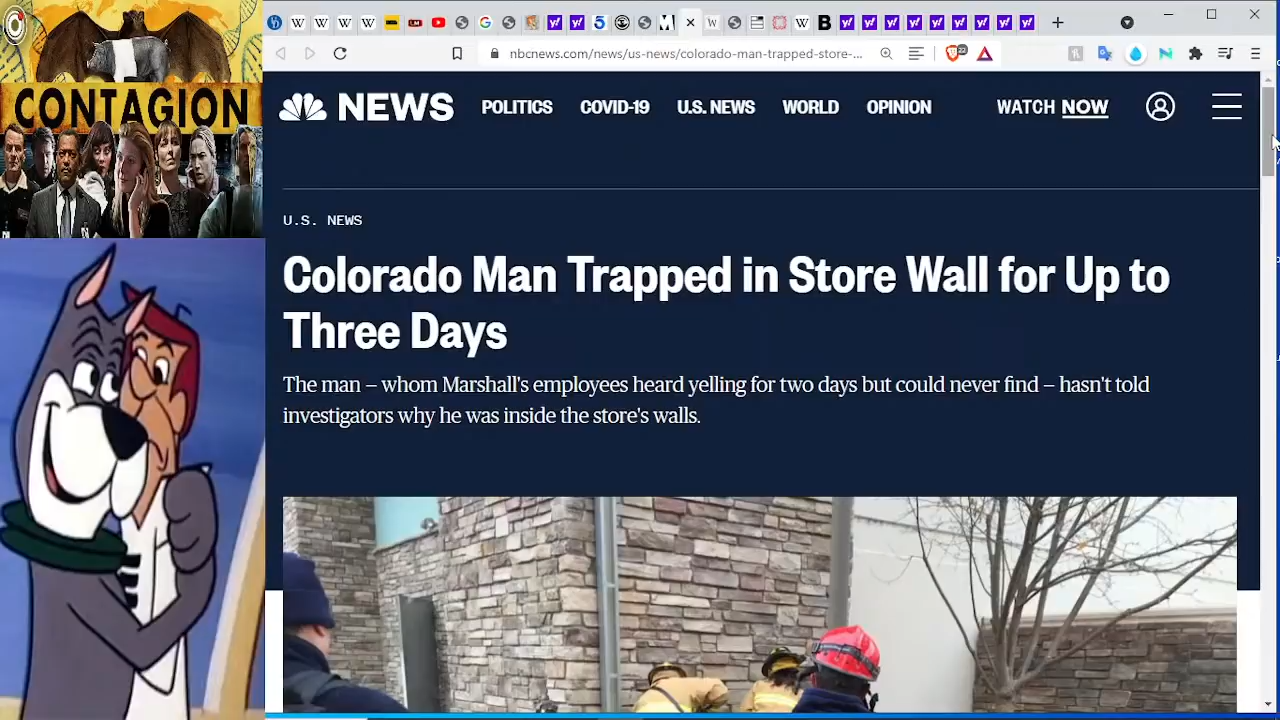 CONTAGION
nbcnews.com/news/us-news/colorado-man-trapped-store-...
NEWS
POLITICS
COVID-19
U.S. NEWS
WORLD
OPINION
WATCH NOW
U.S. NEWS
Colorado Man Trapped in Store Wall for Up to
Three Days
The man – whom Marshall's employees heard yelling for two days but could never find – hasn't told
investigators why he was inside the store's walls.